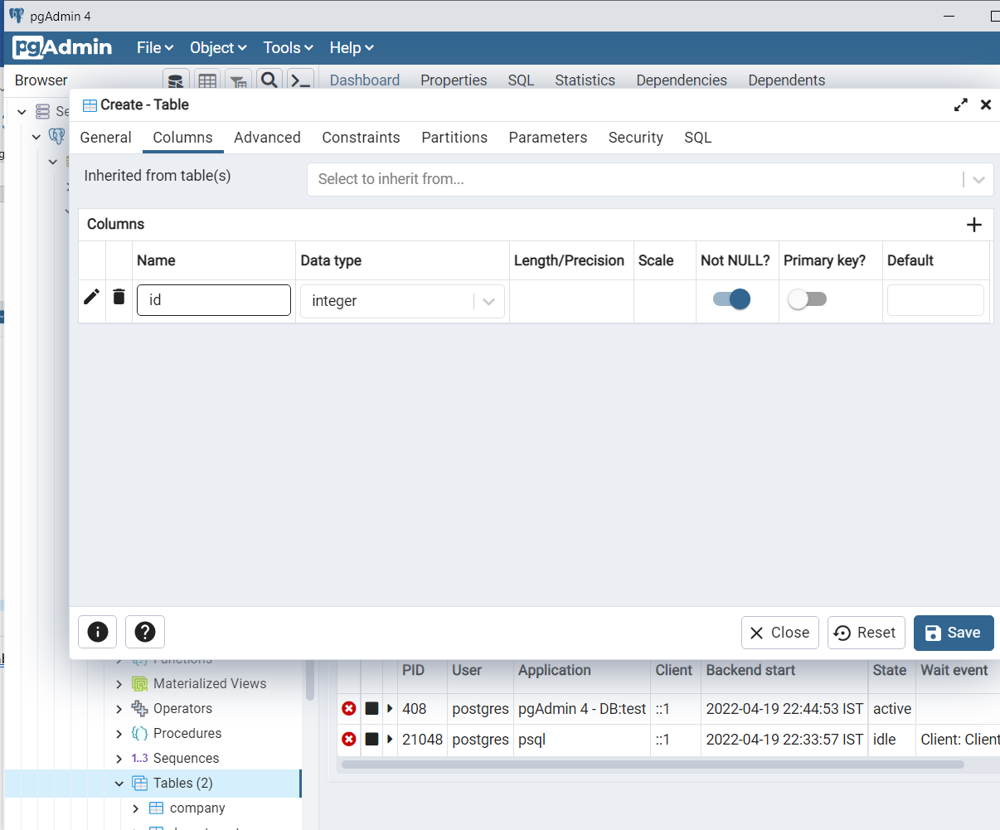 pgAdmin 4
pgAdmin File Object Tools Help
Browser Dashboard Properties SQL Statistics Dependencies Dependents
Create - Table
General Columns Advanced Constraints Partitions Parameters Security SQL
Inherited from table(s) Select to inherit from...
Columns
Name Data type Length/Precision Scale Not NULL? Primary key? Default
id integer
Close Reset Save
Functions
PID User Application Client Backend start State Wait event
Materialized Views
Operators
408 postgres pgAdmin 4 - DB:test ::1 2022-04-19 22:44:53 IST active
Procedures
21048 postgres psql ::1 2022-04-19 22:33:57 IST idle Client: Client
1..3 Sequences
Tables (2)
company